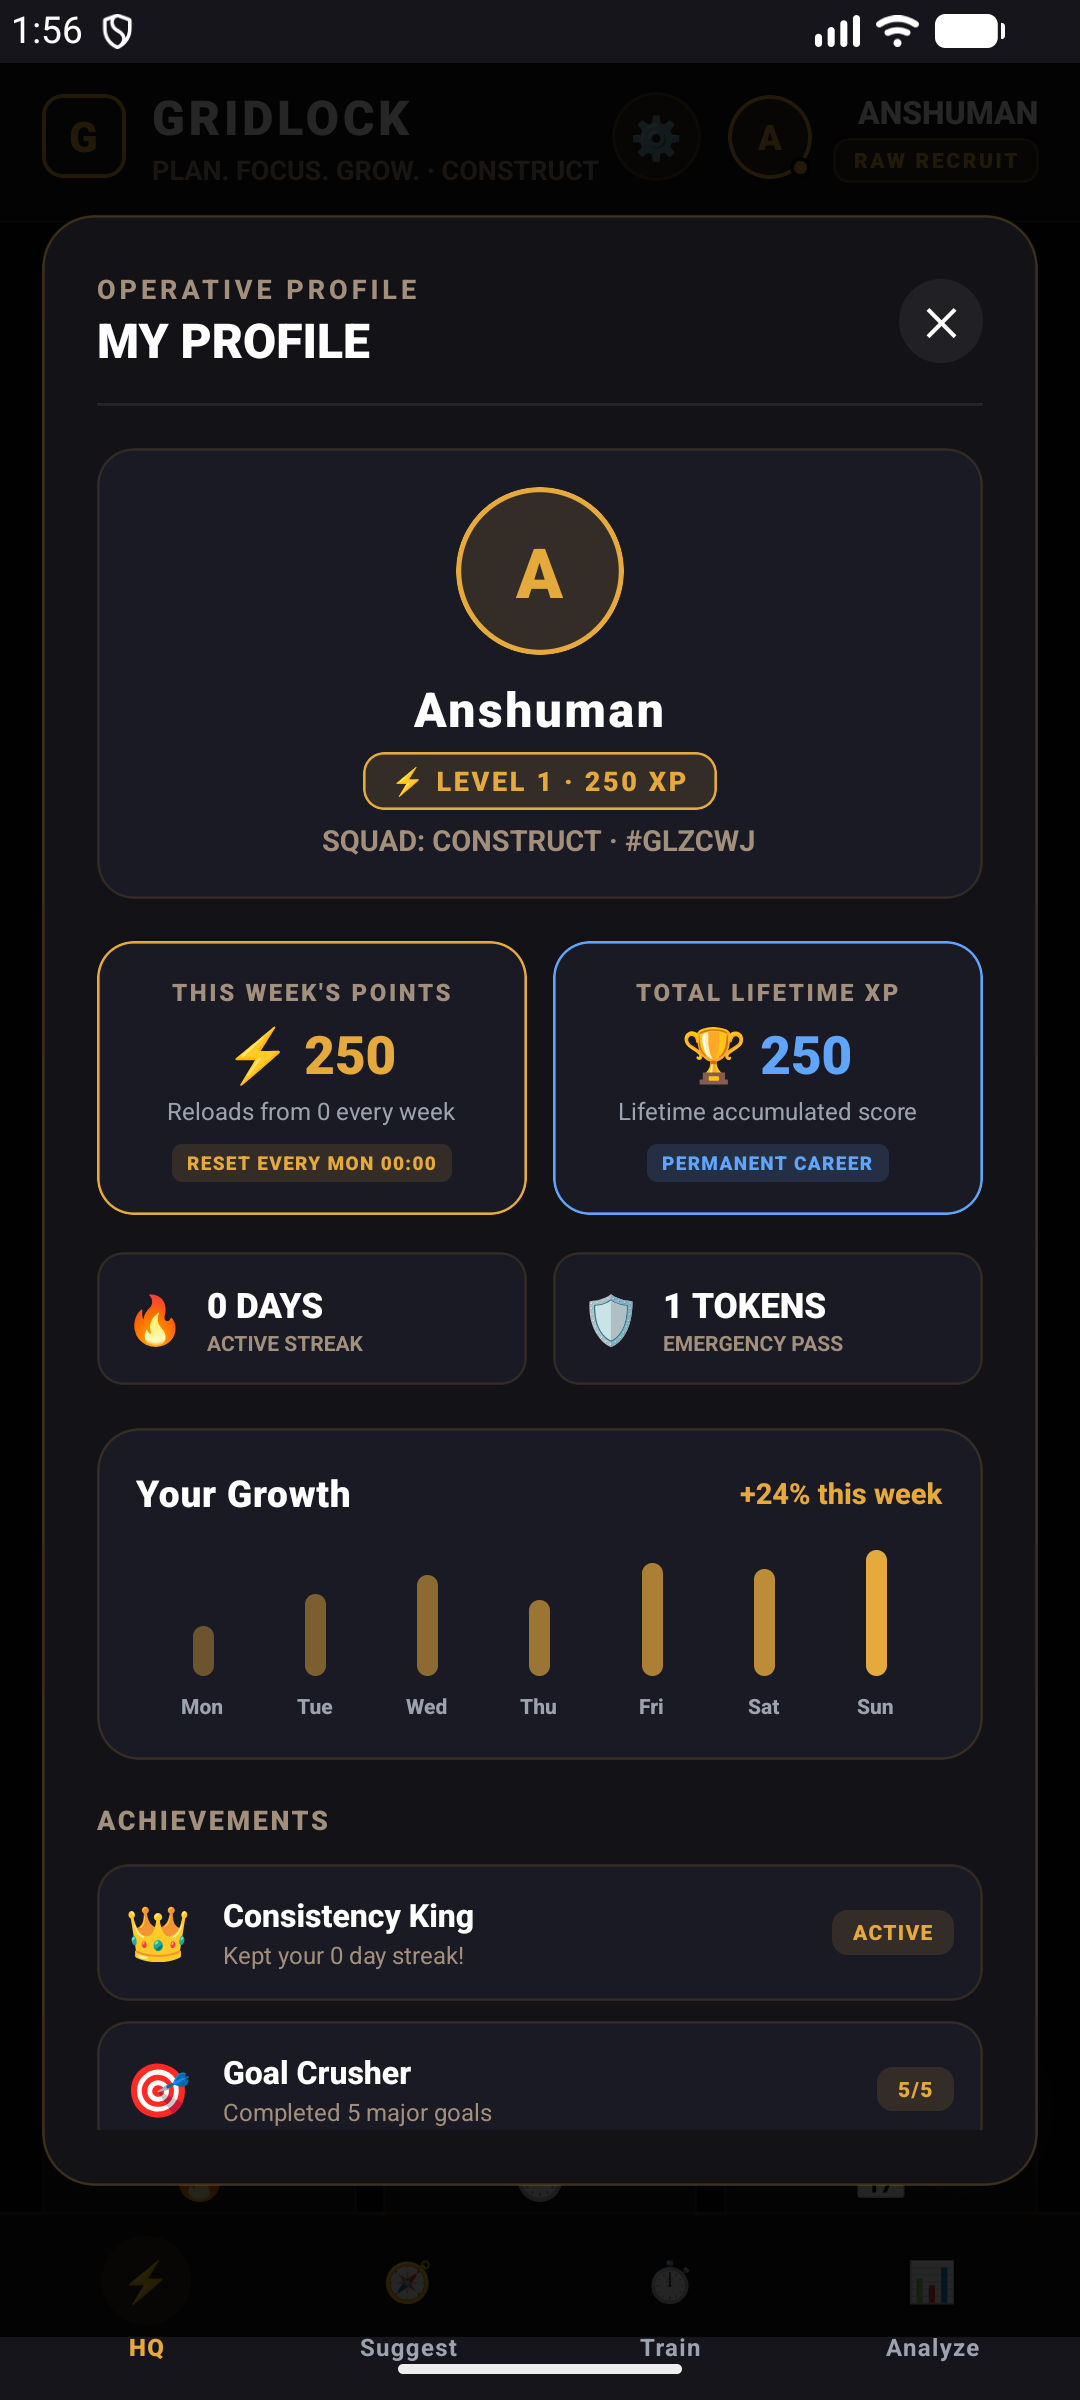 1:56
G
GRIDLOCK
PLAN. FOCUS. GROW. · CONSTRUCT
A
ANSHUMAN
RAW RECRUIT
OPERATIVE PROFILE
MY PROFILE
A
Anshuman
⚡ LEVEL 1 · 250 XP
SQUAD: CONSTRUCT · #GLZCWJ
THIS WEEK'S POINTS
⚡ 250
Reloads from 0 every week
RESET EVERY MON 00:00
TOTAL LIFETIME XP
🏆 250
Lifetime accumulated score
PERMANENT CAREER
0 DAYS
ACTIVE STREAK
1 TOKENS
EMERGENCY PASS
Your Growth
+24% this week
Mon Tue Wed Thu Fri Sat Sun
ACHIEVEMENTS
Consistency King
Kept your 0 day streak!
ACTIVE
Goal Crusher
Completed 5 major goals
5/5
HQ Suggest Train Analyze